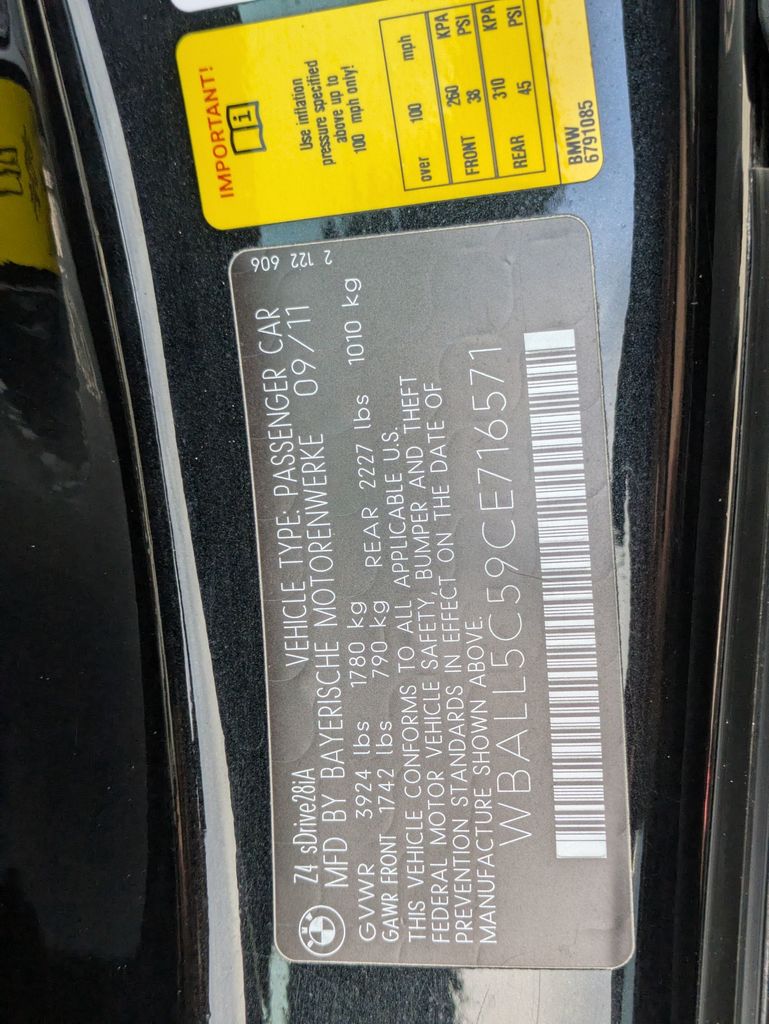 IMPORTANT!
Use inflation
pressure specified
above up to
100 mph only!
over 100 mph
KPA KPA
PSI PSI
FRONT 260 38
REAR 310 45
BMW
6791085
2 122 606
Z4 sDrive28iA VEHICLE TYPE: PASSENGER CAR
MFD BY BAYERISCHE MOTORENWERKE 09/11
GVWR 3924 lbs 1780 kg
GAWR FRONT 1742 lbs 790 kg REAR 2227 lbs 1010 kg
THIS VEHICLE CONFORMS TO ALL APPLICABLE U.S.
FEDERAL MOTOR VEHICLE SAFETY, BUMPER AND THEFT
PREVENTION STANDARDS IN EFFECT ON THE DATE OF
MANUFACTURE SHOWN ABOVE.
WBALL5C59CE716571